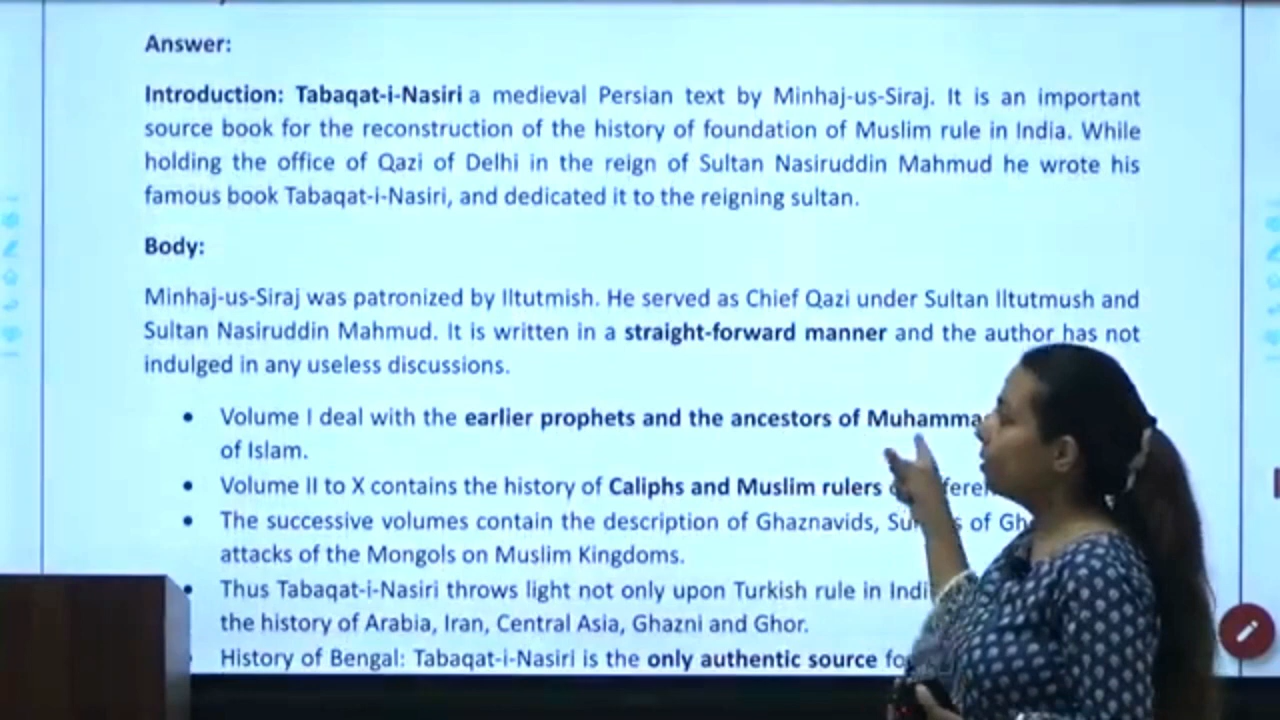 Answer:
Introduction: Tabaqat-i-Nasiri a medieval Persian text by Minhaj-us-Siraj. It is an important
source book for the reconstruction of the history of foundation of Muslim rule in India. While
holding the office of Qazi of Delhi in the reign of Sultan Nasiruddin Mahmud he wrote his
famous book Tabaqat-i-Nasiri, and dedicated it to the reigning sultan.
Body:
Minhaj-us-Siraj was patronized by Iltutmish. He served as Chief Qazi under Sultan Iltutmush and
Sultan Nasiruddin Mahmud. It is written in a straight-forward manner and the author has not
indulged in any useless discussions.
• Volume I deal with the earlier prophets and the ancestors of
of Islam.
• Volume II to X contains the history of Caliphs and Muslim rulers
• The successive volumes contain the description of Ghaznavids, of
attacks of the Mongols on Muslim Kingdoms.
• Thus Tabaqat-i-Nasiri throws light not only upon Turkish rule in
the history of Arabia, Iran, Central Asia, Ghazni and Ghor.
History of Bengal: Tabaqat-i-Nasiri is the only authentic source